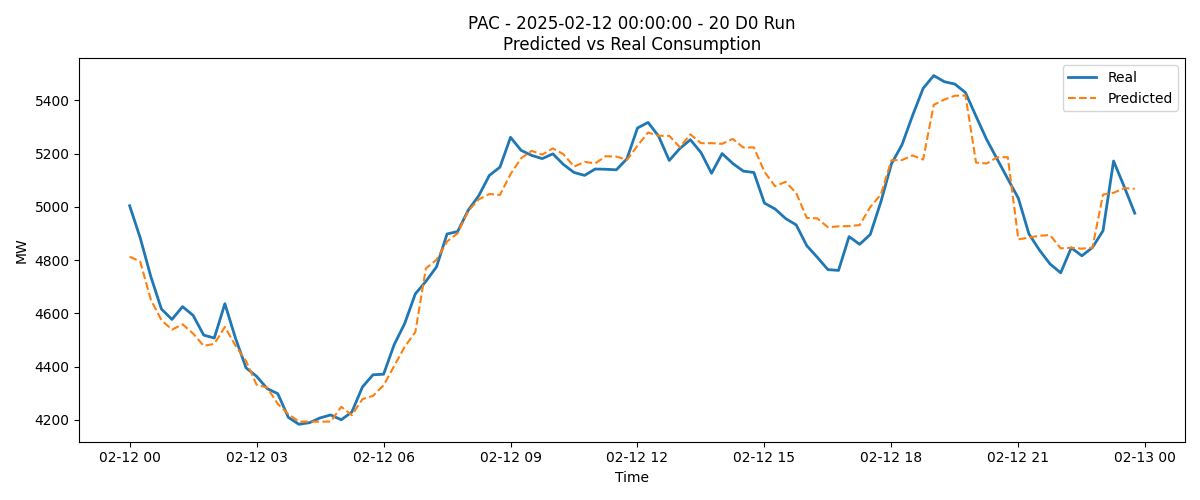 PAC - 2025-02-12 00:00:00 - 20 D0 Run
Predicted vs Real Consumption
Real
Predicted
MW
5400
5200
5000
4800
4600
4400
4200
02-12 00
02-12 03
02-12 06
02-12 09
02-12 12
02-12 15
02-12 18
02-12 21
02-13 00
Time